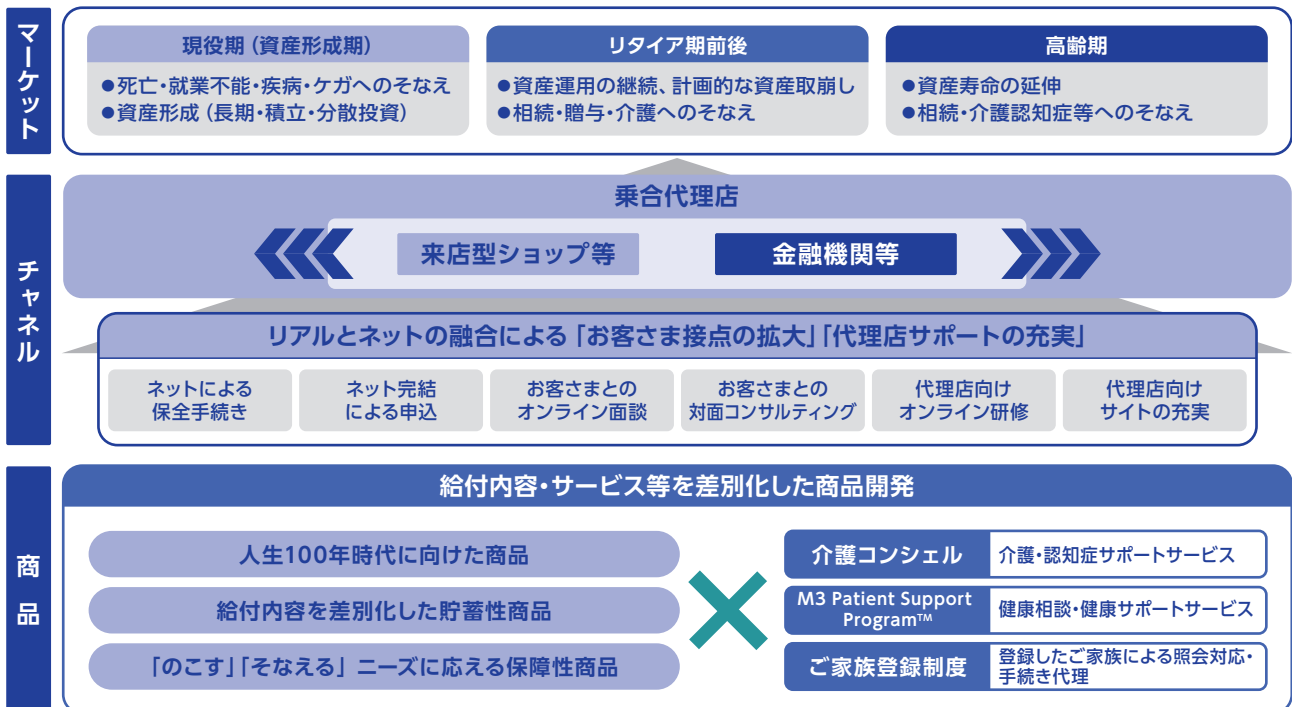 マーケット
現役期（資産形成期）
●死亡・就業不能・疾病・ケガへのそなえ
●資産形成（長期・積立・分散投資）
リタイア期前後
●資産運用の継続、計画的な資産取崩し
●相続・贈与・介護へのそなえ
高齢期
●資産寿命の延伸
●相続・介護認知症等へのそなえ
チャネル
乗合代理店
来店型ショップ等
金融機関等
リアルとネットの融合による「お客さま接点の拡大」「代理店サポートの充実」
ネットによる
保全手続き
ネット完結
による申込
お客さまとの
オンライン面談
お客さまとの
対面コンサルティング
代理店向け
オンライン研修
代理店向け
サイトの充実
商品
給付内容・サービス等を差別化した商品開発
人生100年時代に向けた商品
給付内容を差別化した貯蓄性商品
「のこす」「そなえる」ニーズに応える保障性商品
介護コンシェル
介護・認知症サポートサービス
M3 Patient Support
Program™
健康相談・健康サポートサービス
ご家族登録制度
登録したご家族による照会対応・
手続き代理